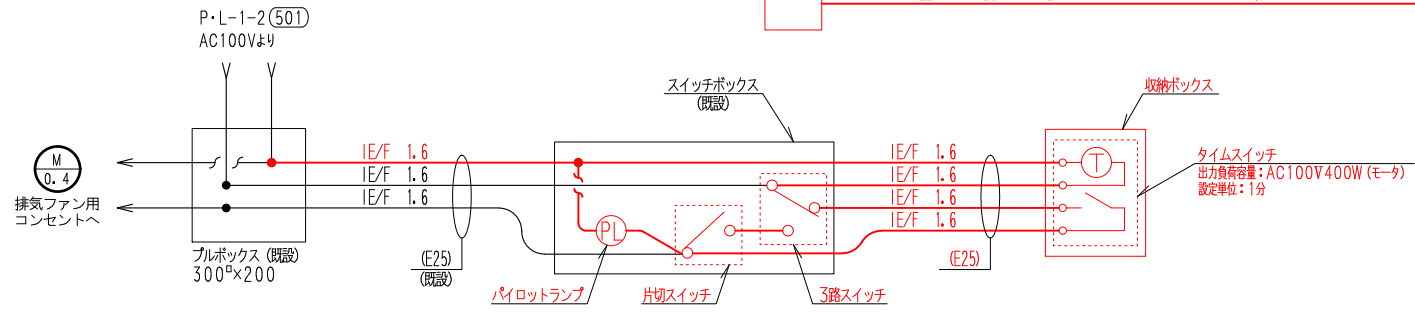 P・L-1-2 501
AC100Vより
M
0.4
排気ファン用
コンセントへ
プルボックス (既設)
300□×200
IE/F 1.6
IE/F 1.6
IE/F 1.6
(E25)
(既設)
スイッチボックス
(既設)
PL
パイロットランプ
片切スイッチ
3路スイッチ
IE/F 1.6
IE/F 1.6
IE/F 1.6
IE/F 1.6
(E25)
収納ボックス
T
タイムスイッチ
出力負荷容量：AC100V400W (モータ)
設定単位：1分